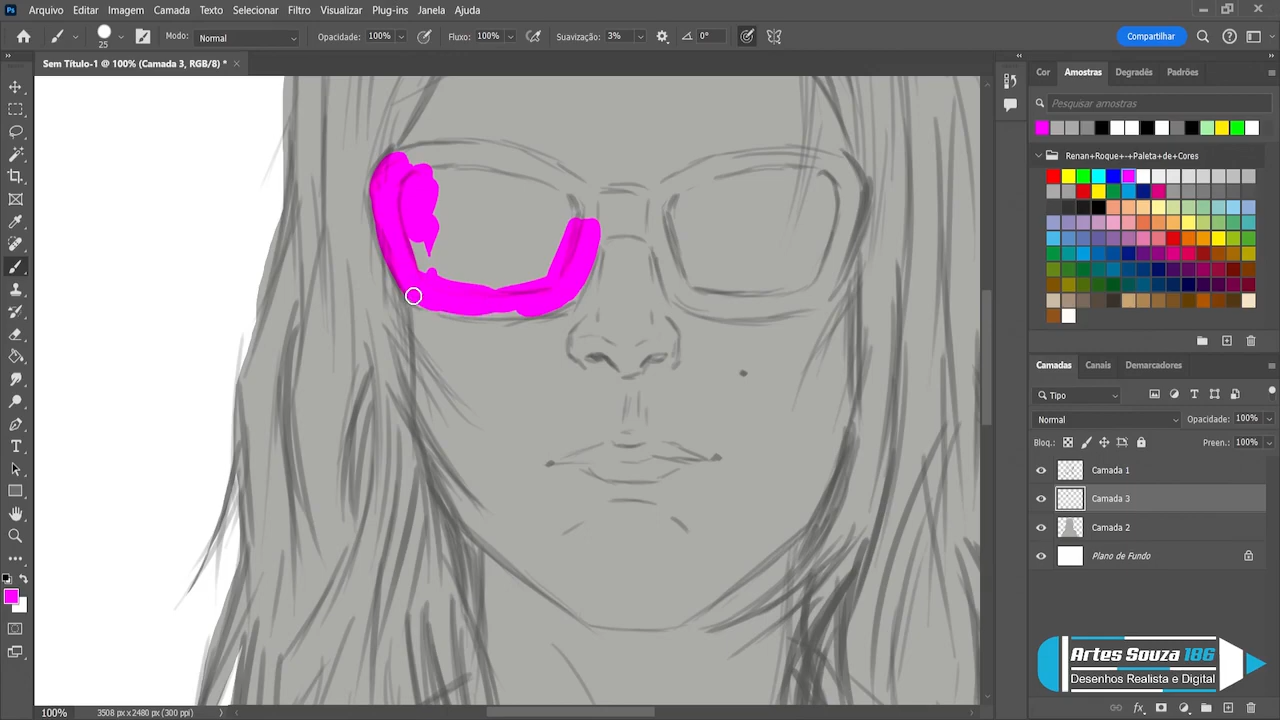 Ps Arquivo Editar Imagem Camada Texto Selecionar Filtro Visualizar Plug-ins Janela Ajuda
25 Modo: Normal Opacidade: 100% Fluxo: 100% Suavização: 3% 0° Compartilhar
Sem Título-1 @ 100% (Camada 3, RGB/8) *
Cor Amostras Degradês Padrões
Pesquisar amostras
Renan+Roque+-+Paleta+de+Cores
Camadas Canais Demarcadores
Tipo
Normal Opacidade: 100%
Bloq.: Preen.: 100%
Camada 1
Camada 3
Camada 2
Plano de Fundo
Artes Souza 186
Desenhos Realista e Digital
100% 3508 px x 2480 px (300 ppi)